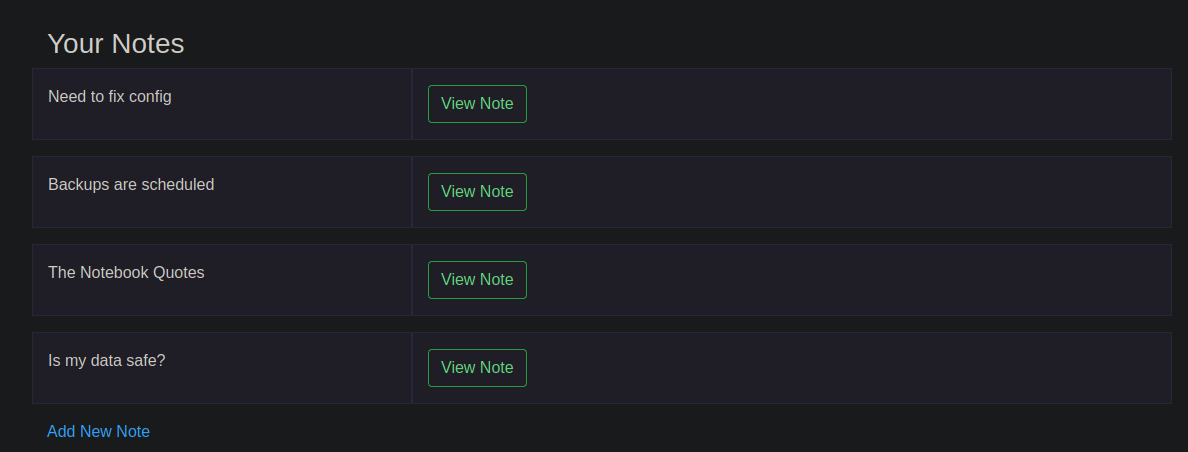 Your Notes
Need to fix config
View Note
Backups are scheduled
View Note
The Notebook Quotes
View Note
Is my data safe?
View Note
Add New Note